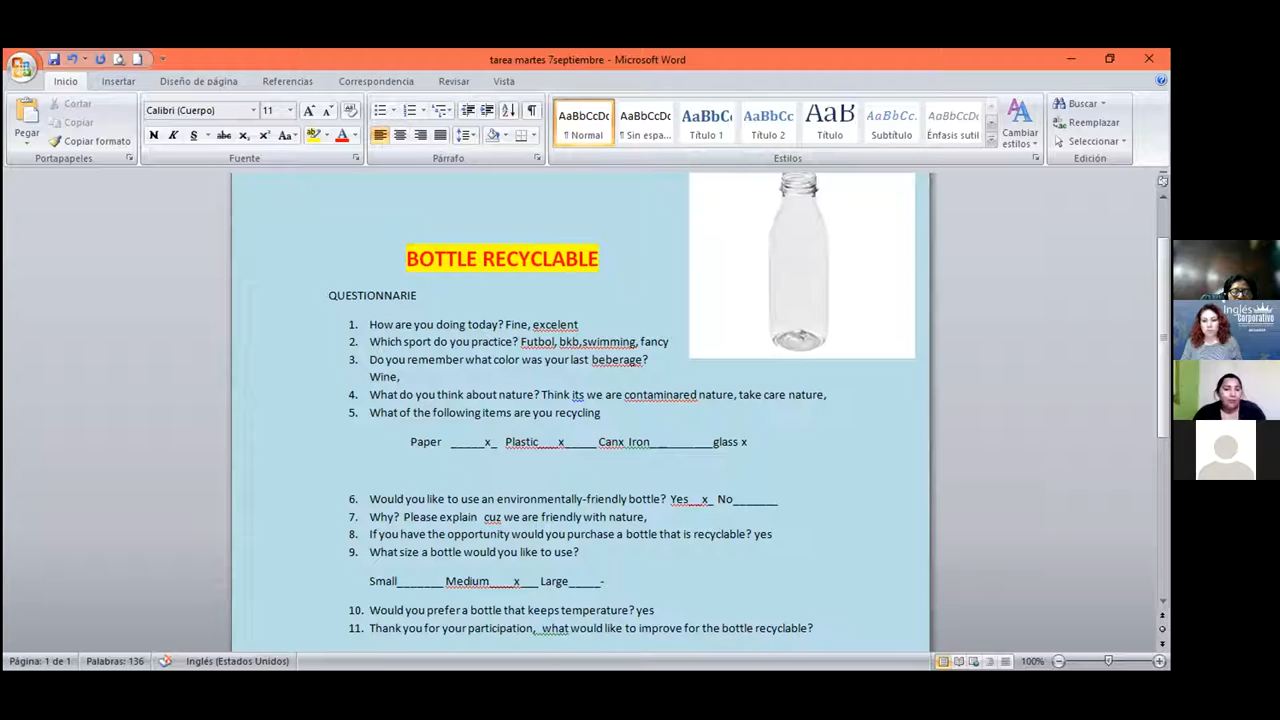 tarea martes 7septiembre - Microsoft Word
Inicio Insertar Diseño de página Referencias Correspondencia Revisar Vista
Pegar Cortar Copiar Copiar formato
Calibri (Cuerpo) 11
N K S abc x₂ x² Aa
AaBbCcDc AaBbCcDc AaBbC AaBbCc AaB AaBbCc. AaBbCcDc
¶ Normal ¶ Sin espa... Título 1 Título 2 Título Subtítulo Énfasis sutil
Cambiar estilos
Buscar
Reemplazar
Seleccionar
Portapapeles Fuente Párrafo Estilos Edición
BOTTLE RECYCLABLE
QUESTIONNARIE
1. How are you doing today? Fine, excelent
2. Which sport do you practice? Futbol, bkb,swimming, fancy
3. Do you remember what color was your last beberage?
Wine,
4. What do you think about nature? Think its we are contaminared nature, take care nature,
5. What of the following items are you recycling
Paper _____x_ Plastic___x_____ Canx Iron__________glass x
6. Would you like to use an environmentally-friendly bottle? Yes__x_ No_______
7. Why? Please explain cuz we are friendly with nature,
8. If you have the opportunity would you purchase a bottle that is recyclable? yes
9. What size a bottle would you like to use?
Small_______ Medium____x___ Large_____-
10. Would you prefer a bottle that keeps temperature? yes
11. Thank you for your participation, what would like to improve for the bottle recyclable?
Página: 1 de 1 Palabras: 136 Inglés (Estados Unidos) 100%
Inglés
Corporativo